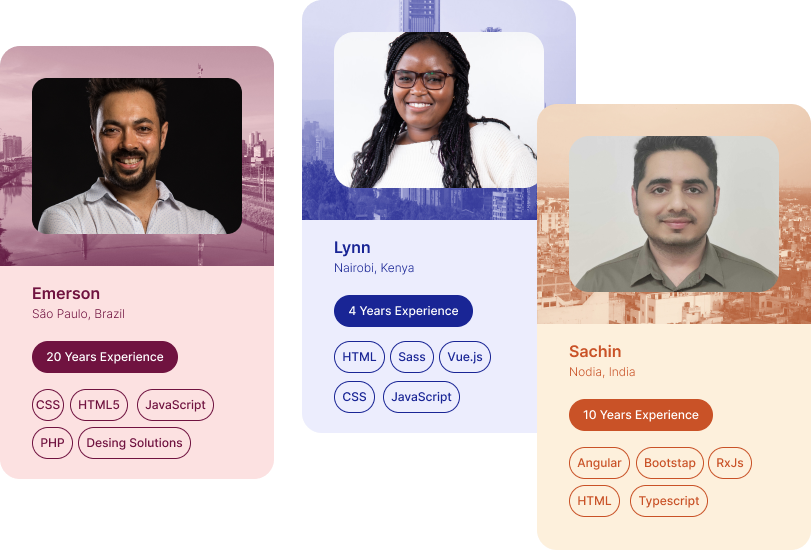 Emerson
São Paulo, Brazil
20 Years Experience
CSS HTML5 JavaScript
PHP Desing Solutions
Lynn
Nairobi, Kenya
4 Years Experience
HTML Sass Vue.js
CSS JavaScript
Sachin
Nodia, India
10 Years Experience
Angular Bootstap RxJs
HTML Typescript